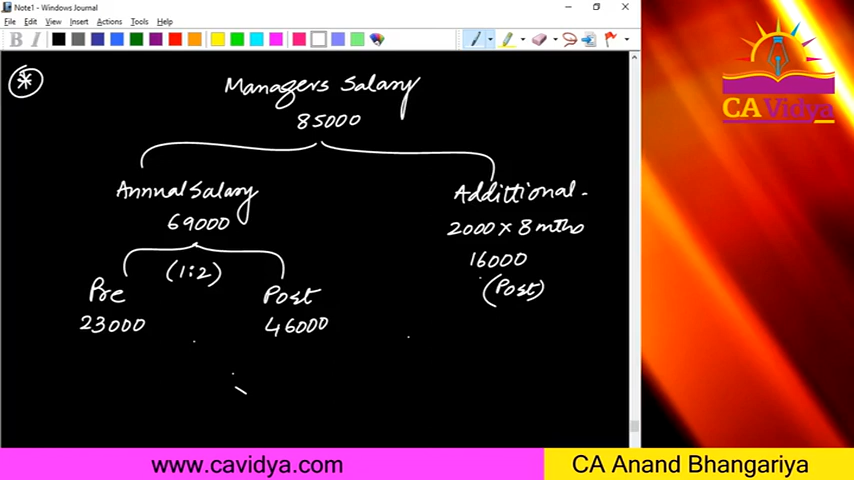 Note1 - Windows Journal
File Edit View Insert Actions Tools Help
B I
Managers Salary
85000
Annual Salary
69000
(1:2)
Pre
23000
Post
46000
Addittional
2000 x 8 mths
16000
(Post)
CA Vidya
www.cavidya.com
CA Anand Bhangariya